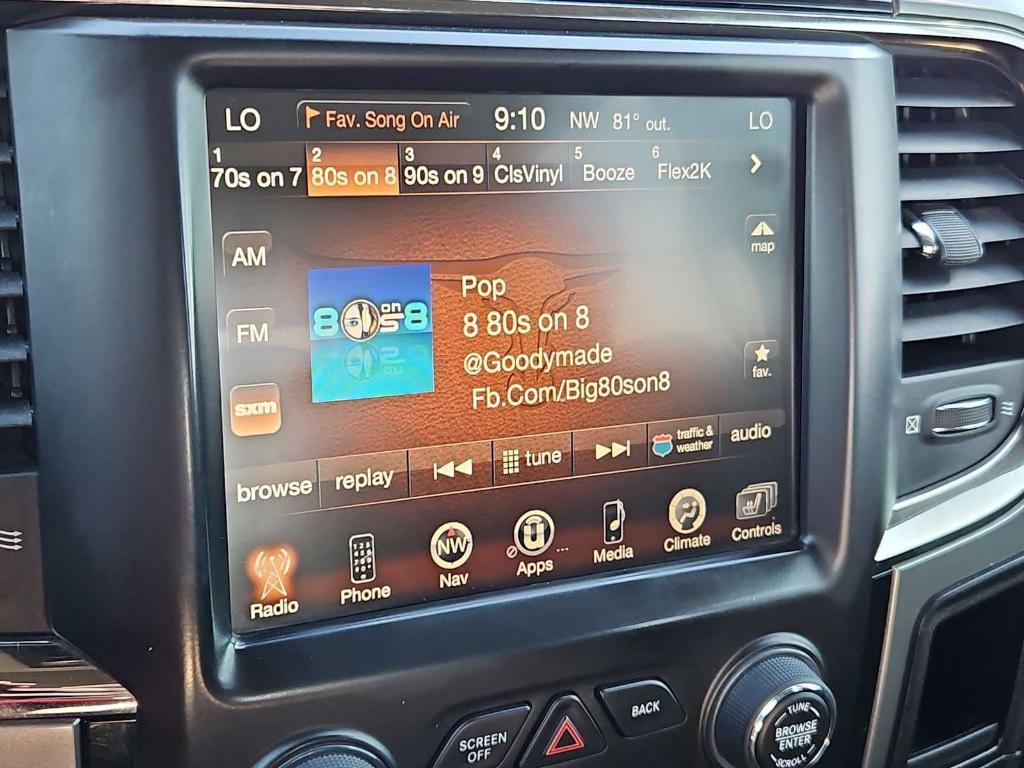 LO
Fav. Song On Air
9:10
NW
81° out.
LO
1
70s on 7
2
80s on 8
3
90s on 9
4
ClsVinyl
5
Booze
6
Flex2K
AM
FM
sxm
8 on 8
Pop
8 80s on 8
@Goodymade
Fb.Com/Big80son8
map
fav.
browse
replay
tune
traffic &
weather
audio
Radio
Phone
NW
Nav
Apps
Media
Climate
Controls
SCREEN
OFF
BACK
TUNE
BROWSE
ENTER
SCROLL